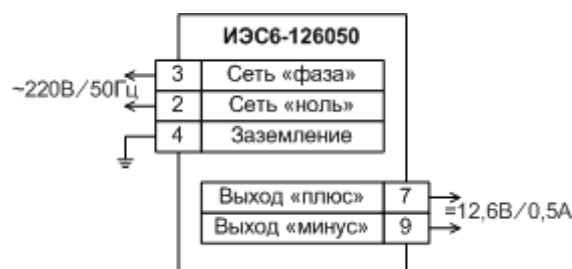 ИЭС6-126050
~220В/50Гц
3 Сеть «фаза»
2 Сеть «ноль»
4 Заземление
Выход «плюс» 7
Выход «минус» 9
=12,6В/0,5А